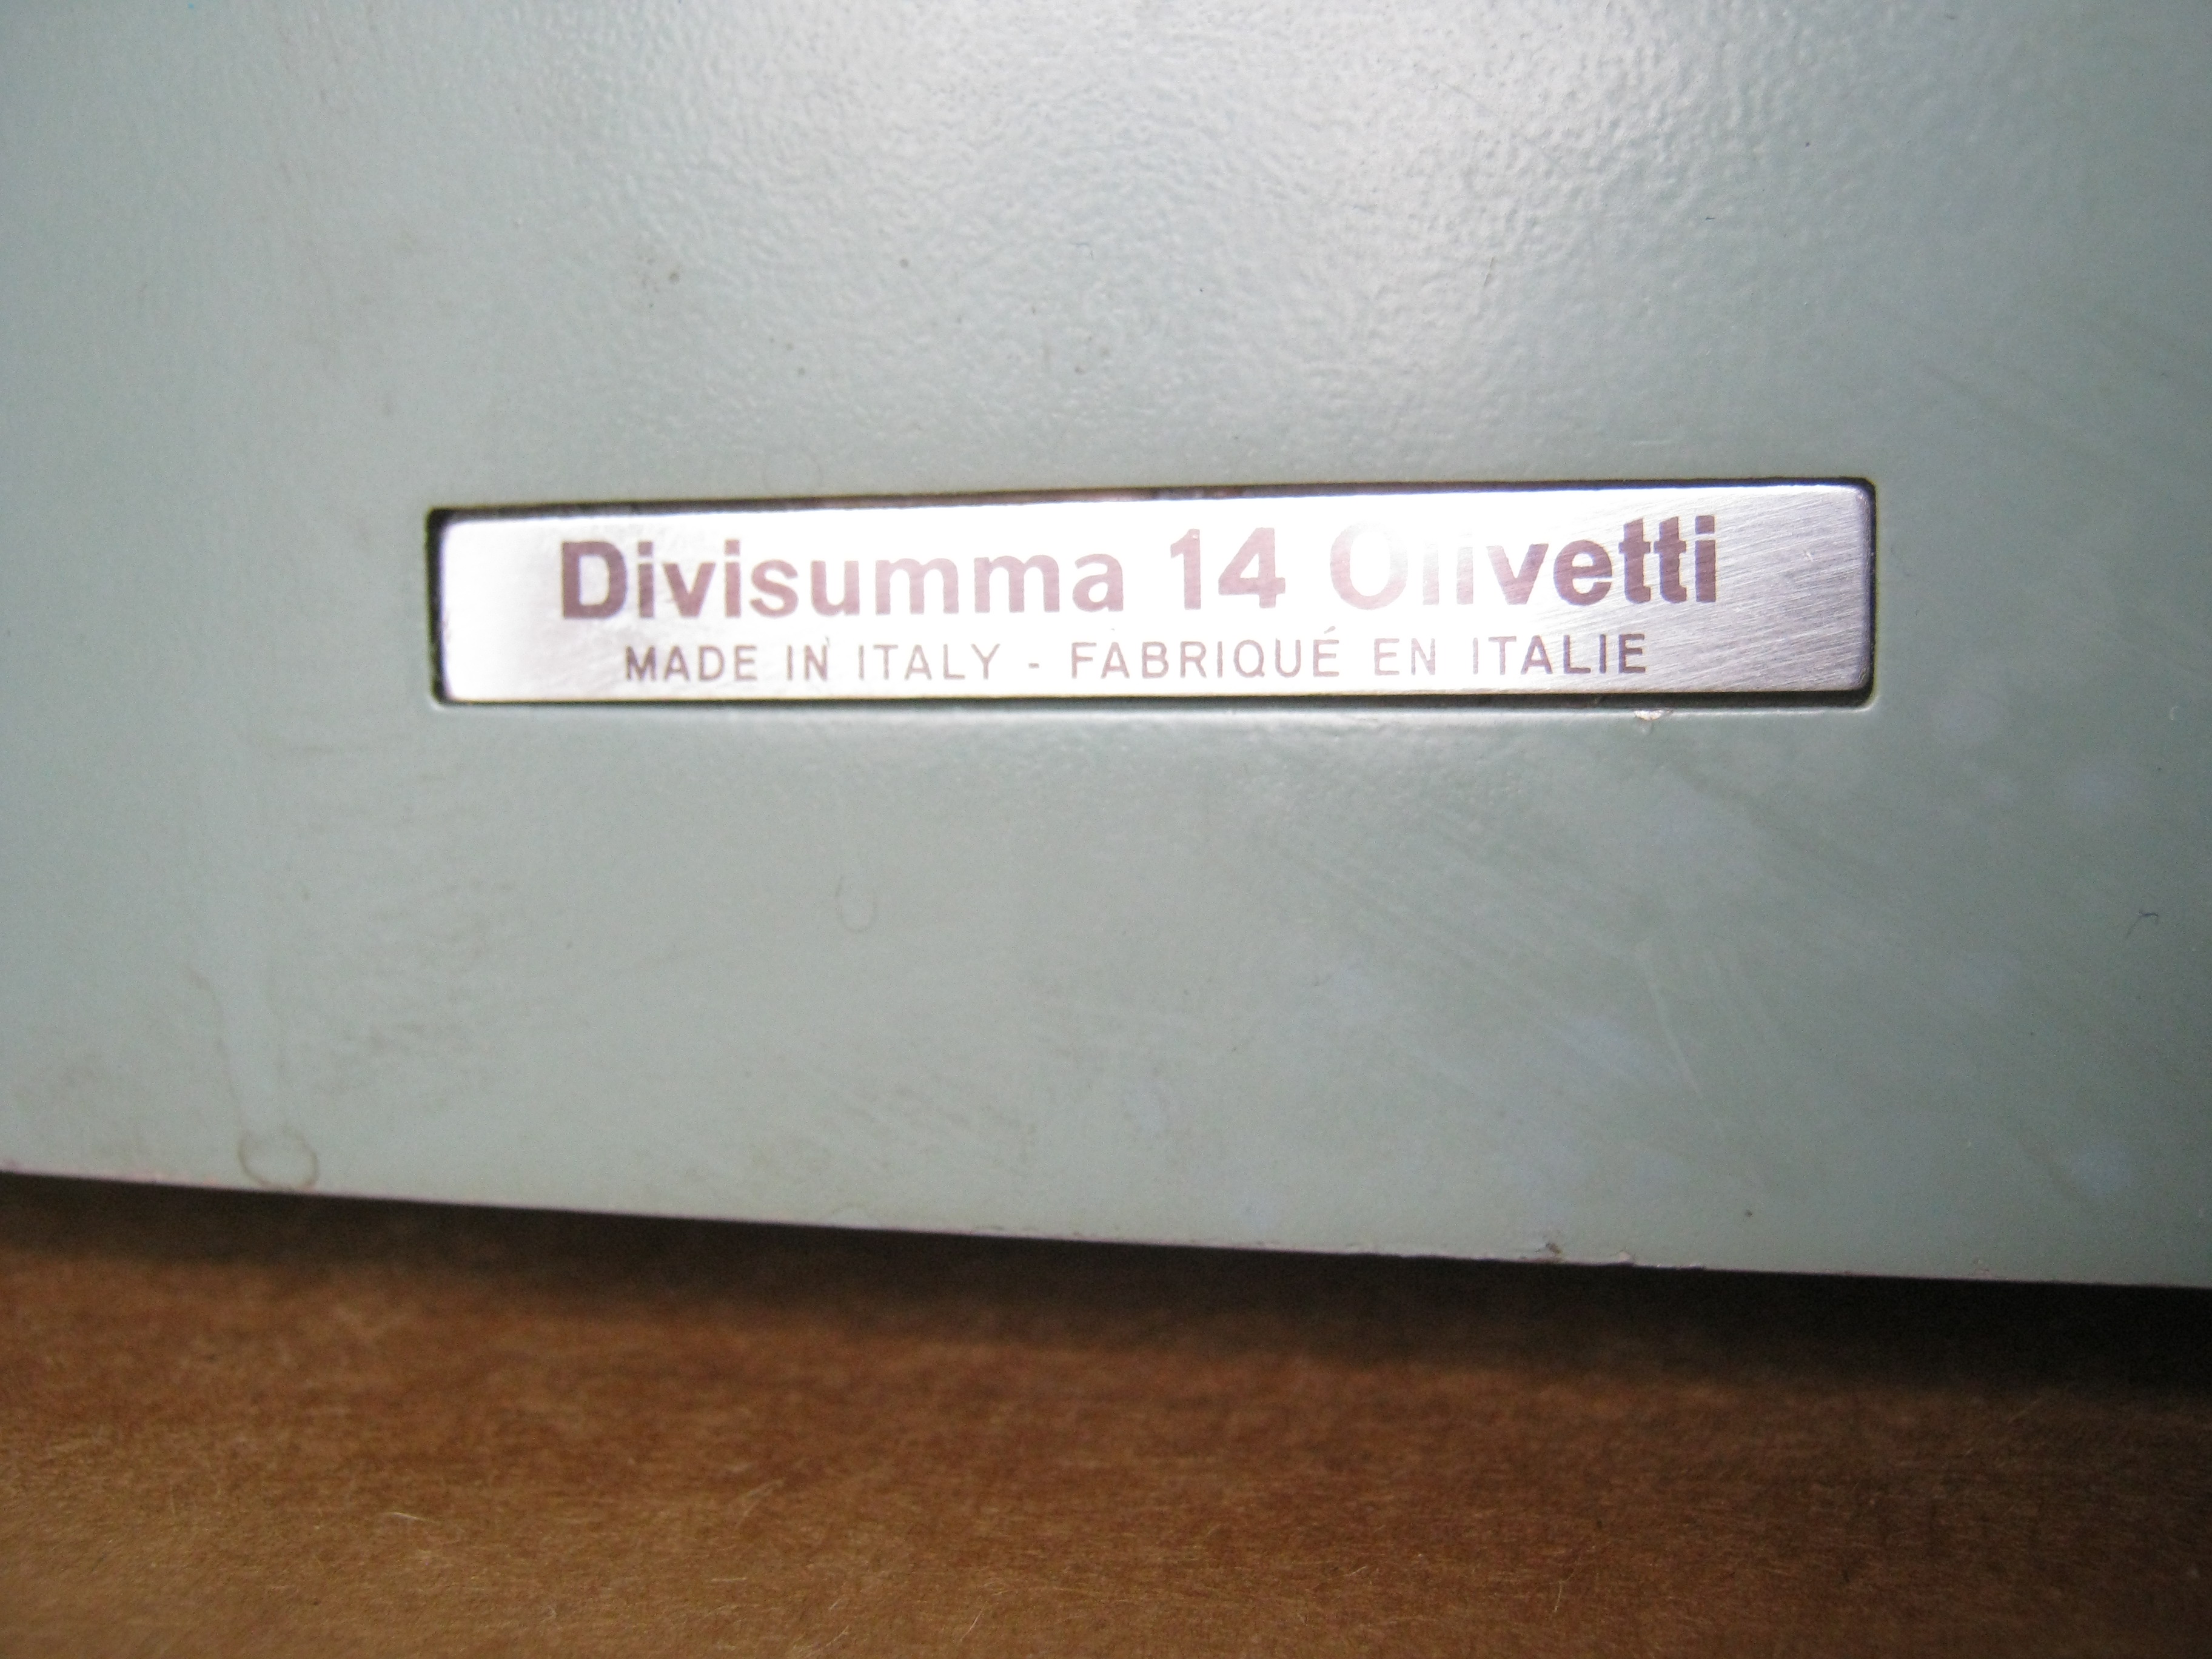 Divisumma 14 Olivetti
MADE IN ITALY - FABRIQUÉ EN ITALIE